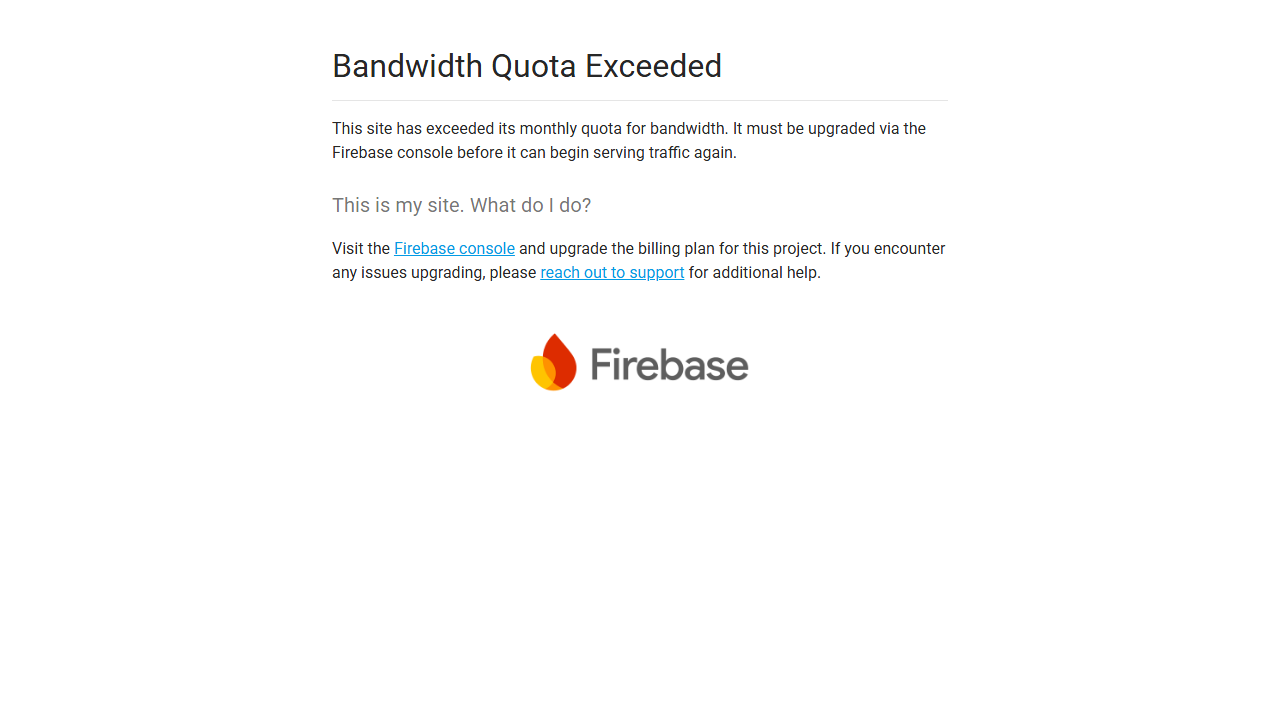 Bandwidth Quota Exceeded
This site has exceeded its monthly quota for bandwidth. It must be upgraded via the
Firebase console before it can begin serving traffic again.
This is my site. What do I do?
Visit the Firebase console and upgrade the billing plan for this project. If you encounter
any issues upgrading, please reach out to support for additional help.
Firebase